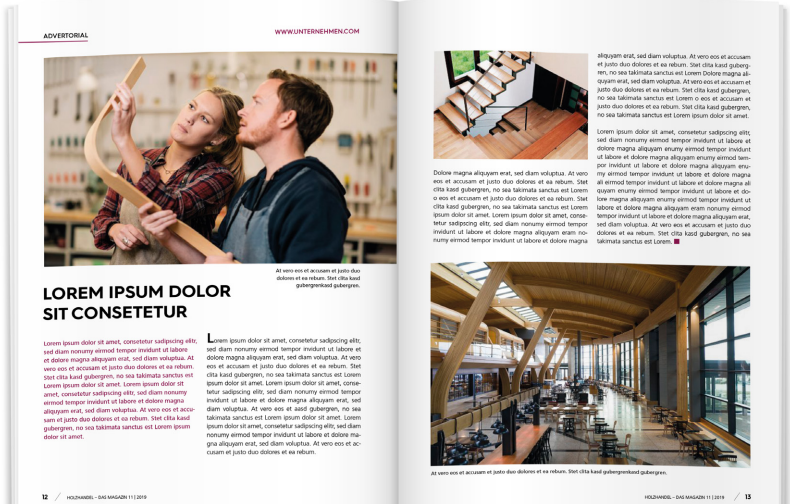 ADVERTORIAL
WWW.UNTERNEHMEN.COM
At vero eos et accusam et justo duo
dolores et ea rebum. Stet clita kasd
gubergrenkasd gubergren.
LOREM IPSUM DOLOR
SIT CONSETETUR
Lorem ipsum dolor sit amet, consetetur sadipscing elitr,
sed diam nonumy eirmod tempor invidunt ut labore
et dolore magna aliquyam erat, sed diam voluptua. At
vero eos et accusam et justo duo dolores et ea rebum.
Stet clita kasd gubergren, no sea takimata sanctus est
Lorem ipsum dolor sit amet. Lorem ipsum dolor sit
amet, consetetur sadipscing elitr, sed diam nonumy
eirmod tempor invidunt ut labore et dolore magna
aliquyam erat, sed diam voluptua. At vero eos et accu-
sam et justo duo dolores et ea rebum. Stet clita kasd
gubergren, no sea takimata sanctus est Lorem ipsum
dolor sit amet.
Lorem ipsum dolor sit amet, consetetur sadipscing elitr,
sed diam nonumy eirmod tempor invidunt ut labore et
dolore magna aliquyam erat, sed diam voluptua. At vero
eos et accusam et justo duo dolores et ea rebum. Stet
clita kasd gubergren, no sea takimata sanctus est Lorem
ipsum dolor sit amet. Lorem ipsum dolor sit amet, conse-
tetur sadipscing elitr, sed diam nonumy eirmod tempor
invidunt ut labore et dolore magna aliquyam erat, sed
diam voluptua. At vero eos et aasd gubergren, no sea
takimata sanctus est Lorem ipsum dolor sit amet. Lorem
ipsum dolor sit amet, consetetur sadipscing elitr, sed diam
nonumy eirmod tempor invidunt ut labore et dolore ma-
gna aliquyam erat, sed diam voluptua. At vero eos et ac-
cusam et justo duo dolores et ea rebum.
12 / HOLZHANDEL – DAS MAGAZIN 11 | 2019
Dolore magna aliquyam erat, sed diam voluptua. At vero
eos et accusam et justo duo dolores et ea rebum. Stet
clita kasd gubergren, no sea takimata sanctus est Lorem
o eos et accusam et justo duo dolores et ea rebum. Stet
clita kasd gubergren, no sea takimata sanctus est Lorem
ipsum dolor sit amet. Lorem ipsum dolor sit amet, conse-
tetur sadipscing elitr, sed diam nonumy eirmod tempor
invidunt ut labore et dolore magna aliquyam eram no-
numy eirmod tempor invidunt ut labore et dolore magna
aliquyam erat, sed diam voluptua. At vero eos et accusam
et justo duo dolores et ea rebum. Stet clita kasd guberg-
ren, no sea takimata sanctus est Lorem Dolore magna ali-
quyam erat, sed diam voluptua. At vero eos et accusam et
justo duo dolores et ea rebum. Stet clita kasd gubergren,
no sea takimata sanctus est Lorem o eos et accusam et
justo duo dolores et ea rebum. Stet clita kasd gubergren,
no sea takimata sanctus est Lorem ipsum dolor sit amet.
Lorem ipsum dolor sit amet, consetetur sadipscing elitr,
sed diam nonumy eirmod tempor invidunt ut labore et
dolore magna aliquyam enumy eirmod tempor invidunt
ut labore et dolore magna aliquyam enumy eirmod tem-
por invidunt ut labore et dolore magna aliquyam enu-
my eirmod tempor invidunt ut labore et dolore magna
ali eirmod tempor invidunt ut labore et dolore magna ali
quyam enumy eirmod tempor invidunt ut labore et do-
lore magna aliquyam enumy eirmod tempor invidunt ut
labore et dolore magna aliquyam eram nonumy eirmod
tempor invidunt ut labore et dolore magna aliquyam erat,
sed diam voluptua. At vero eos et accusam et justo duo
dolores et ea rebum. Stet clita kasd gubergren, no sea
takimata sanctus est Lorem.
At vero eos et accusam et justo duo dolores et ea rebum. Stet clita kasd gubergrenkasd gubergren.
HOLZHANDEL – DAS MAGAZIN 11 | 2019 / 13